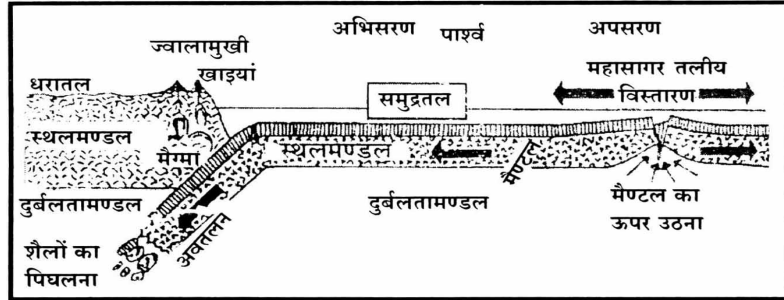 अभिसरण पार्श्व अपसरण
ज्वालामुखी
खाइयां
धरातल
महासागर तलीय
विस्तारण
समुद्रतल
स्थलमण्डल
मैग्मा
स्थलमण्डल
मैण्टल
दुर्बलतामण्डल
अवतलन
दुर्बलतामण्डल
मैण्टल का
ऊपर उठना
शैलों का
पिघलना